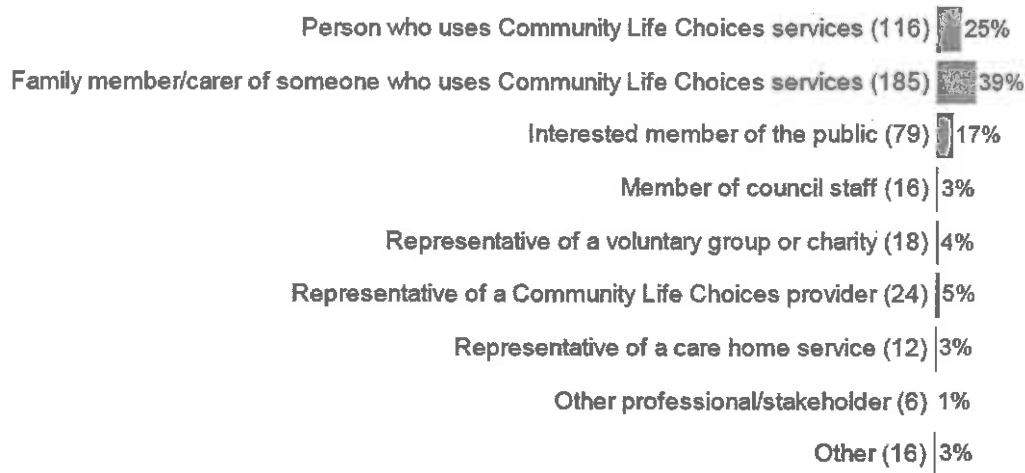 Person who uses Community Life Choices services (116) 25%
Family member/carer of someone who uses Community Life Choices services (185) 39%
Interested member of the public (79) 17%
Member of council staff (16) 3%
Representative of a voluntary group or charity (18) 4%
Representative of a Community Life Choices provider (24) 5%
Representative of a care home service (12) 3%
Other professional/stakeholder (6) 1%
Other (16) 3%